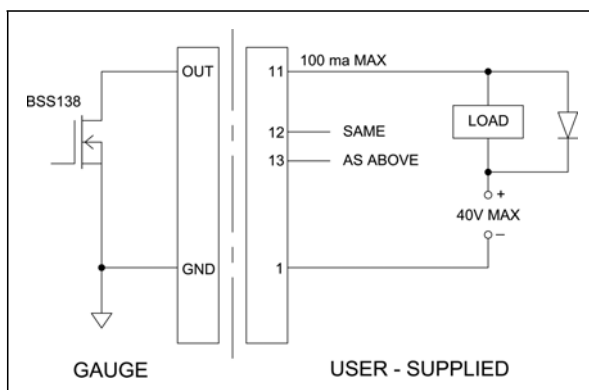 BSS138
OUT
GND
11
100 ma MAX
12
SAME
13
AS ABOVE
LOAD
+
40V MAX
–
1
GAUGE
USER - SUPPLIED